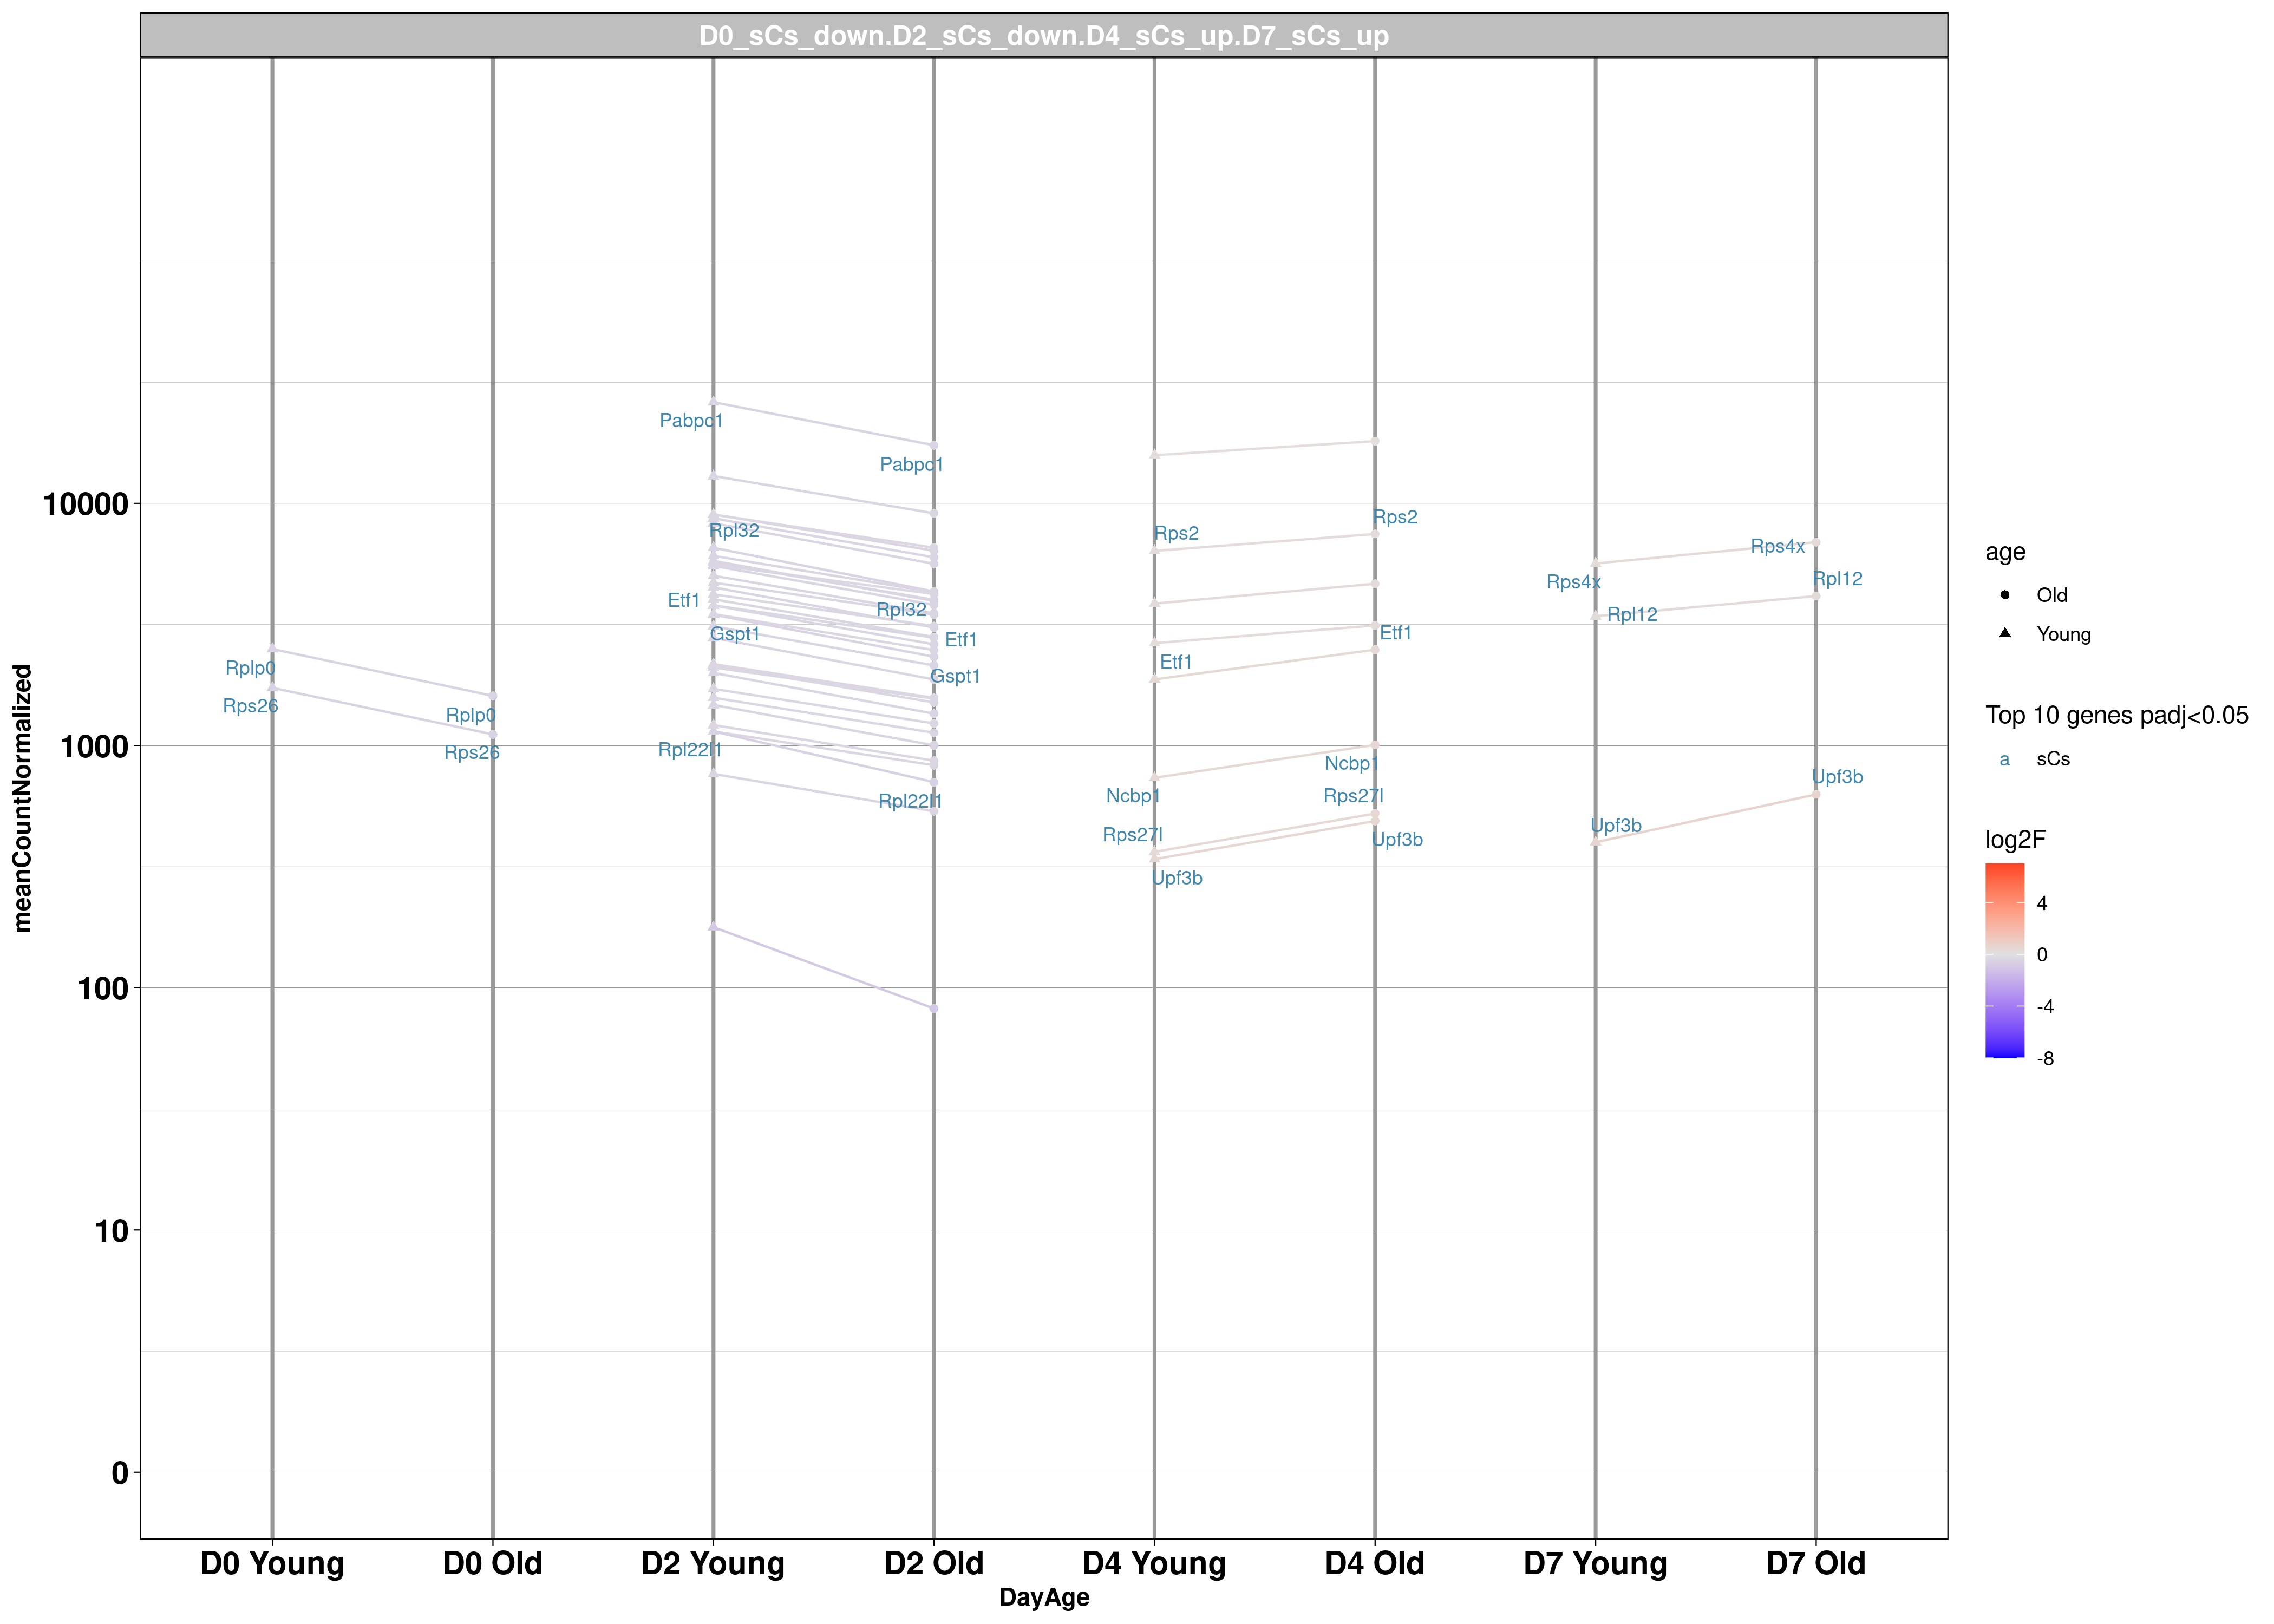 D0_sCs_down.D2_sCs_down.D4_sCs_up.D7_sCs_up
meanCountNormalized
10000
1000
100
10
0
Rplp0
Rps26
Rplp0
Rps26
Pabpc1
Rpl32
Etf1
Gspt1
Rpl22l1
Pabpc1
Rpl32
Etf1
Gspt1
Rpl22l1
Rps2
Etf1
Ncbp1
Rps27l
Upf3b
Rps2
Etf1
Ncbp1
Rps27l
Upf3b
Rps4x
Rpl12
Upf3b
Rps4x
Rpl12
Upf3b
D0 Young
D0 Old
D2 Young
D2 Old
D4 Young
D4 Old
D7 Young
D7 Old
DayAge
age
Old
Young
Top 10 genes padj<0.05
a sCs
log2F
4
0
-4
-8